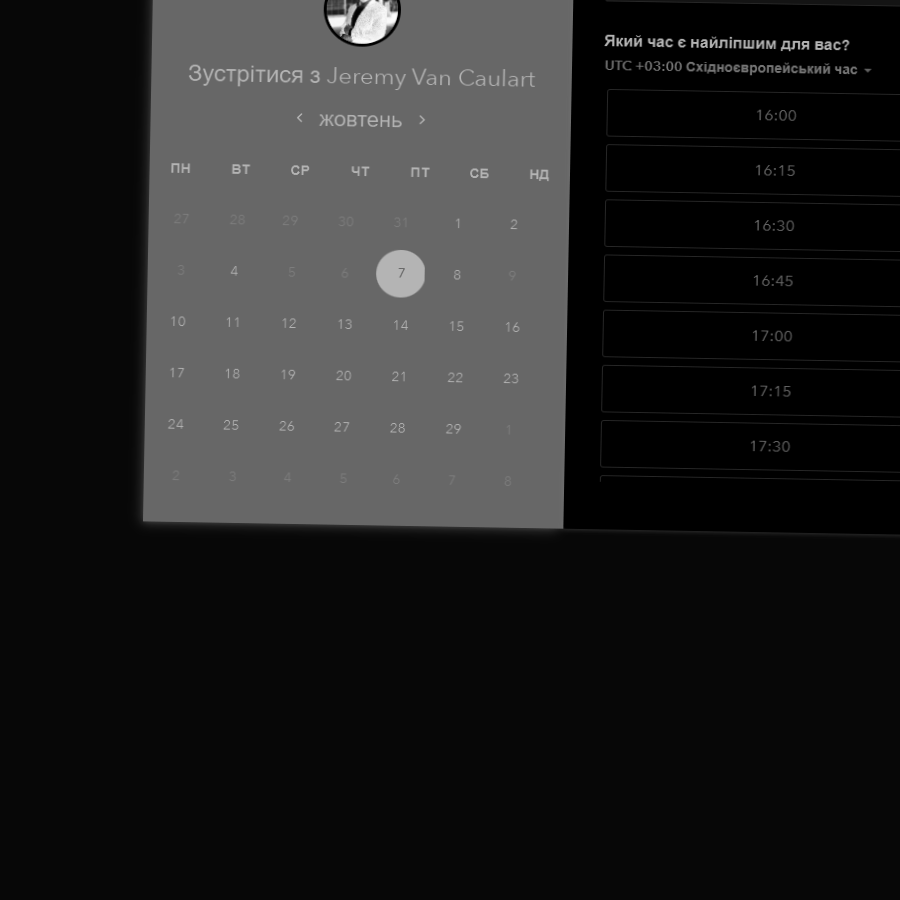 Зустрітися з Jeremy Van Caulart
жовтень
ПН ВТ СР ЧТ ПТ СБ НД
27 28 29 30 31 1 2
3 4 5 6 7 8 9
10 11 12 13 14 15 16
17 18 19 20 21 22 23
24 25 26 27 28 29 1
2 3 4 5 6 7 8
Який час є найліпшим для вас?
UTC +03:00 Східноєвропейський час
16:00
16:15
16:30
16:45
17:00
17:15
17:30